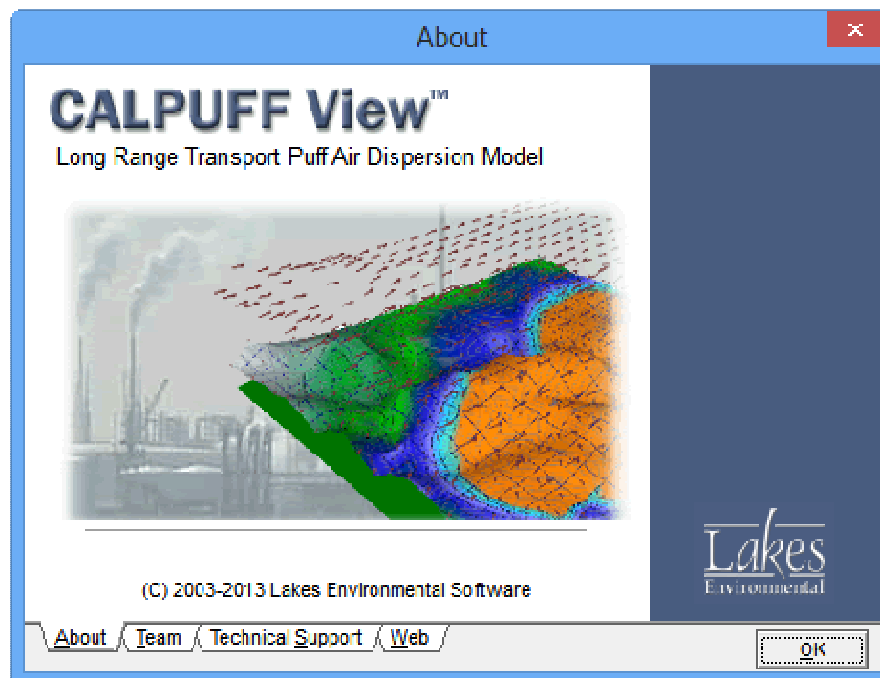 About
CALPUFF View™
Long Range Transport Puff Air Dispersion Model
(C) 2003-2013 Lakes Environmental Software
Lakes
Environmental
About Team Technical Support Web
OK